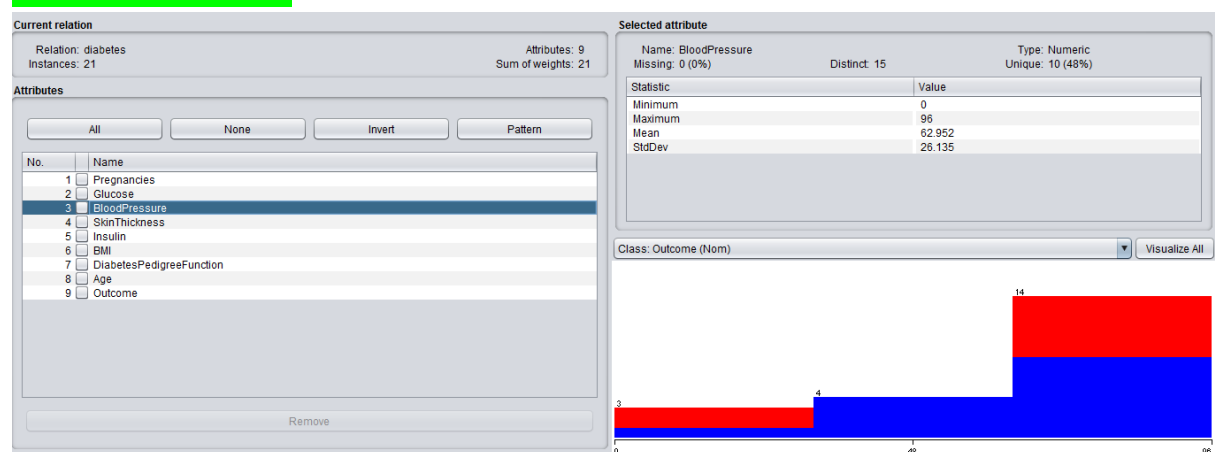 Current relation
Relation: diabetes Attributes: 9
Instances: 21 Sum of weights: 21
Attributes
All None Invert Pattern
No. Name
1 Pregnancies
2 Glucose
3 BloodPressure
4 SkinThickness
5 Insulin
6 BMI
7 DiabetesPedigreeFunction
8 Age
9 Outcome
Remove
Selected attribute
Name: BloodPressure Type: Numeric
Missing: 0 (0%) Distinct: 15 Unique: 10 (48%)
Statistic Value
Minimum 0
Maximum 96
Mean 62.952
StdDev 26.135
Class: Outcome (Nom) Visualize All
14
4
3
0 48 96